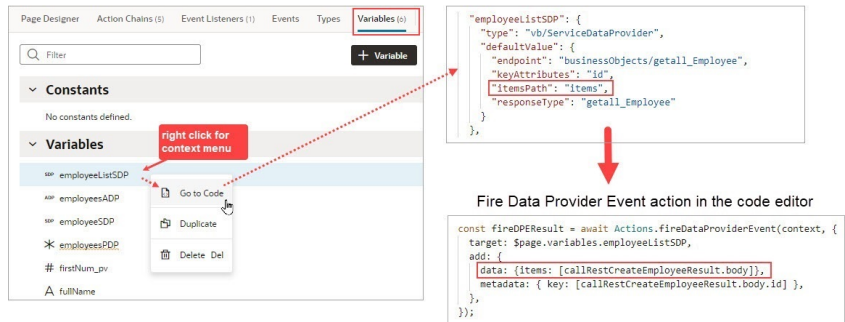 Page Designer Action Chains (5) Event Listeners (1) Events Types Variables (6)
Filter
+ Variable
Constants
No constants defined.
Variables
right click for
context menu
SDP employeeListSDP
ADP employeesADP
SDP employeeSDP
employeesPDP
# firstNum_pv
A fullName
Go to Code
Duplicate
Delete Del
"employeeListSDP": {
"type": "vb/ServiceDataProvider",
"defaultValue": {
"endpoint": "businessObjects/getall_Employee",
"keyAttributes": "id",
"itemsPath": "items",
"responseType": "getall_Employee"
}
},
Fire Data Provider Event action in the code editor
const fireDPEResult = await Actions.fireDataProviderEvent(context, {
target: $page.variables.employeeListSDP,
add: {
data: {items: [callRestCreateEmployeeResult.body]},
metadata: { key: [callRestCreateEmployeeResult.body.id] },
},
});